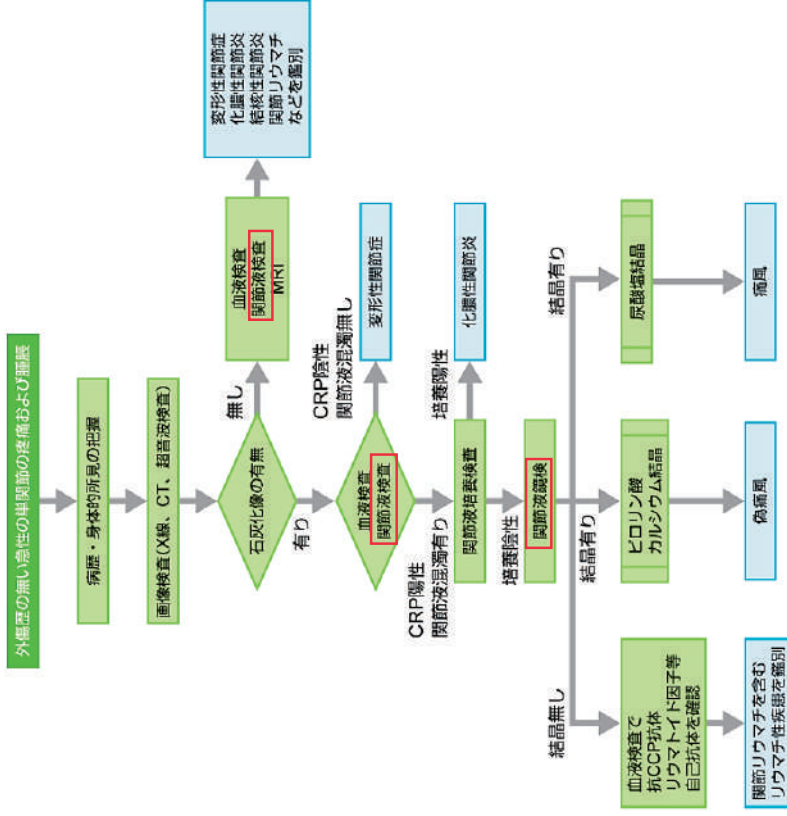 外傷歴の無い急性の単関節の疼痛および腫脹
病歴・身体的所見の把握
画像検査(X線、CT、超音波検査)
石灰化像の有無
無し
血液検査
関節液検査
MRI
変形性関節症
化膿性関節炎
結核性関節炎
関節リウマチ
などを鑑別
有り
血液検査
関節液検査
CRP陰性
関節液混濁無し
変形性関節症
CRP陽性
関節液混濁有り
関節液培養検査
培養陽性
化膿性関節炎
培養陰性
関節液鏡検
結晶無し
結晶有り
結晶有り
血液検査で
抗CCP抗体
リウマトイド因子等
自己抗体を確認
ピロリン酸
カルシウム結晶
尿酸塩結晶
関節リウマチを含む
リウマチ性疾患を鑑別
偽痛風
痛風